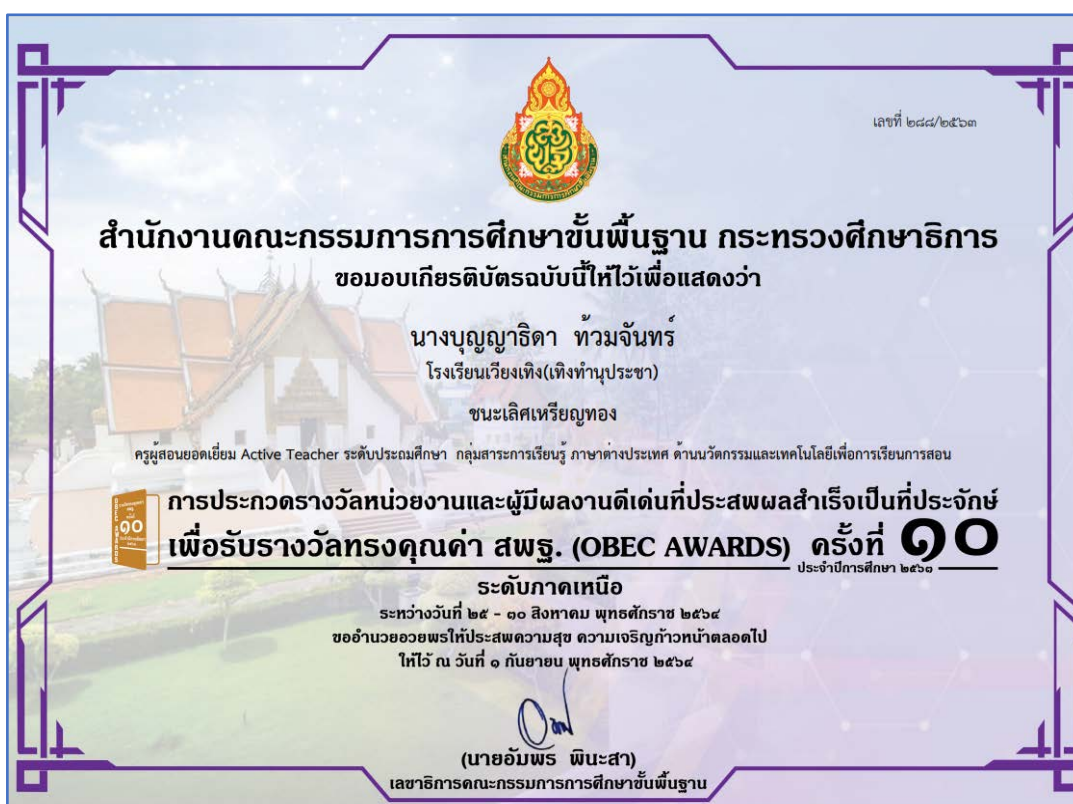 เลขที่ ๒๘๘/๒๕๖๓
สำนักงานคณะกรรมการการศึกษาขั้นพื้นฐาน กระทรวงศึกษาธิการ
ขอมอบเกียรติบัตรฉบับนี้ให้ไว้เพื่อแสดงว่า
นางบุญญาธิดา ท้วมจันทร์
โรงเรียนเวียงเทิง(เทิงทำนุประชา)
ชนะเลิศเหรียญทอง
ครูผู้สอนยอดเยี่ยม Active Teacher ระดับประถมศึกษา กลุ่มสาระการเรียนรู้ ภาษาต่างประเทศ ด้านนวัตกรรมและเทคโนโลยีเพื่อการเรียนการสอน
การประกวดรางวัลหน่วยงานและผู้มีผลงานดีเด่นที่ประสพผลสำเร็จเป็นที่ประจักษ์
เพื่อรับรางวัลทรงคุณค่า สพฐ. (OBEC AWARDS) ครั้งที่ ๑๐
ประจำปีการศึกษา ๒๕๖๓
ระดับภาคเหนือ
ระหว่างวันที่ ๒๕ - ๓๐ สิงหาคม พุทธศักราช ๒๕๖๔
ขออำนวยอวยพรให้ประสพความสุข ความเจริญก้าวหน้าตลอดไป
ให้ไว้ ณ วันที่ ๑ กันยายน พุทธศักราช ๒๕๖๔
(นายอัมพร พินะสา)
เลขาธิการคณะกรรมการการศึกษาขั้นพื้นฐาน